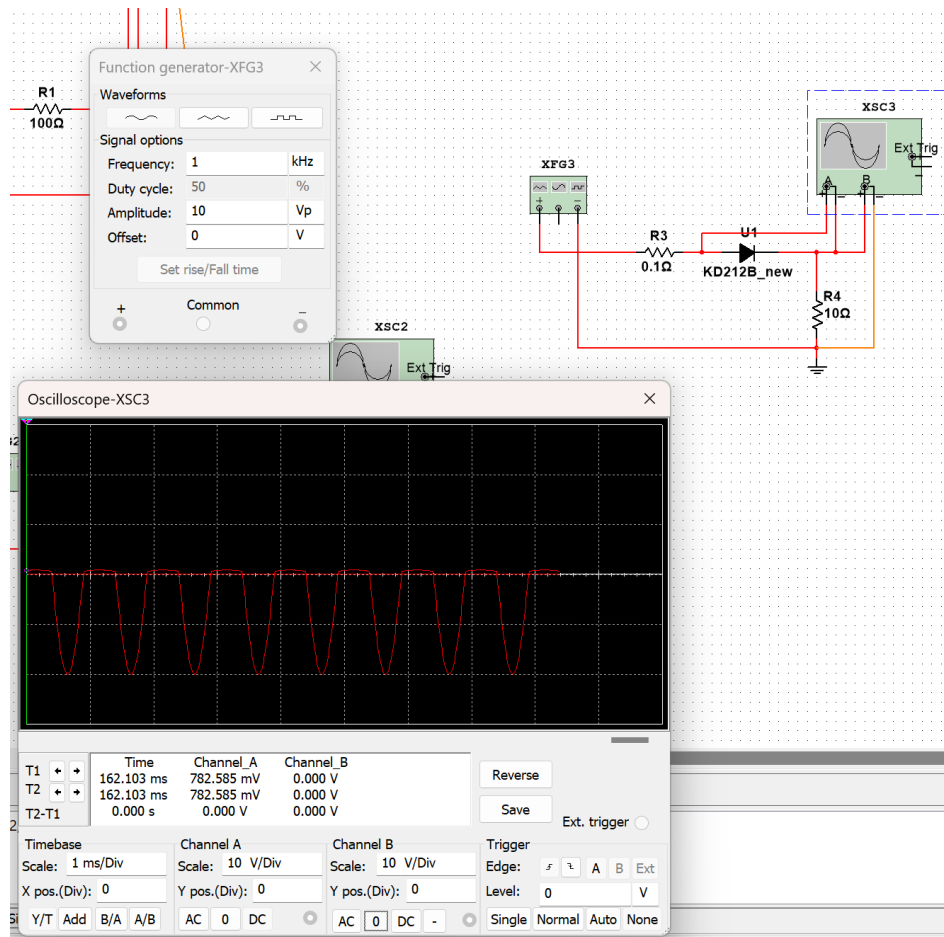 R1
100Ω
Function generator-XFG3
Waveforms
Signal options
Frequency: 1 kHz
Duty cycle: 50 %
Amplitude: 10 Vp
Offset: 0 V
Set rise/Fall time
+ Common –
XSC3
Ext Trig
A B
XFG3
R3
0.1Ω
U1
KD212B_new
R4
10Ω
XSC2
Ext Trig
Oscilloscope-XSC3
Time Channel_A Channel_B
T1 162.103 ms 782.585 mV 0.000 V
T2 162.103 ms 782.585 mV 0.000 V
T2-T1 0.000 s 0.000 V 0.000 V
Reverse
Save
Ext. trigger
Timebase
Scale: 1 ms/Div
X pos.(Div): 0
Y/T Add B/A A/B
Channel A
Scale: 10 V/Div
Y pos.(Div): 0
AC 0 DC
Channel B
Scale: 10 V/Div
Y pos.(Div): 0
AC 0 DC -
Trigger
Edge: A B Ext
Level: 0 V
Single Normal Auto None